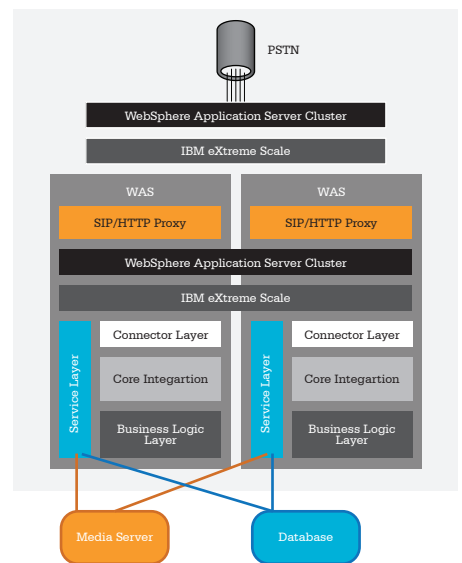 PSTN
WebSphere Application Server Cluster
IBM eXtreme Scale
WAS
WAS
SIP/HTTP Proxy
SIP/HTTP Proxy
WebSphere Application Server Cluster
IBM eXtreme Scale
Service Layer
Connector Layer
Core Integartion
Business Logic
Layer
Service Layer
Connector Layer
Core Integartion
Business Logic
Layer
Media Server
Database